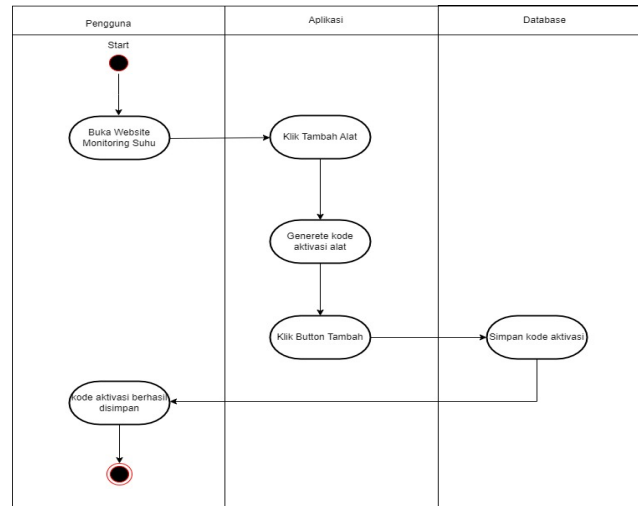 Pengguna
Aplikasi
Database
Start
Buka Website
Monitoring Suhu
Klik Tambah Alat
Generete kode
aktivasi alat
Klik Button Tambah
Simpan kode aktivasi
kode aktivasi berhasil
disimpan